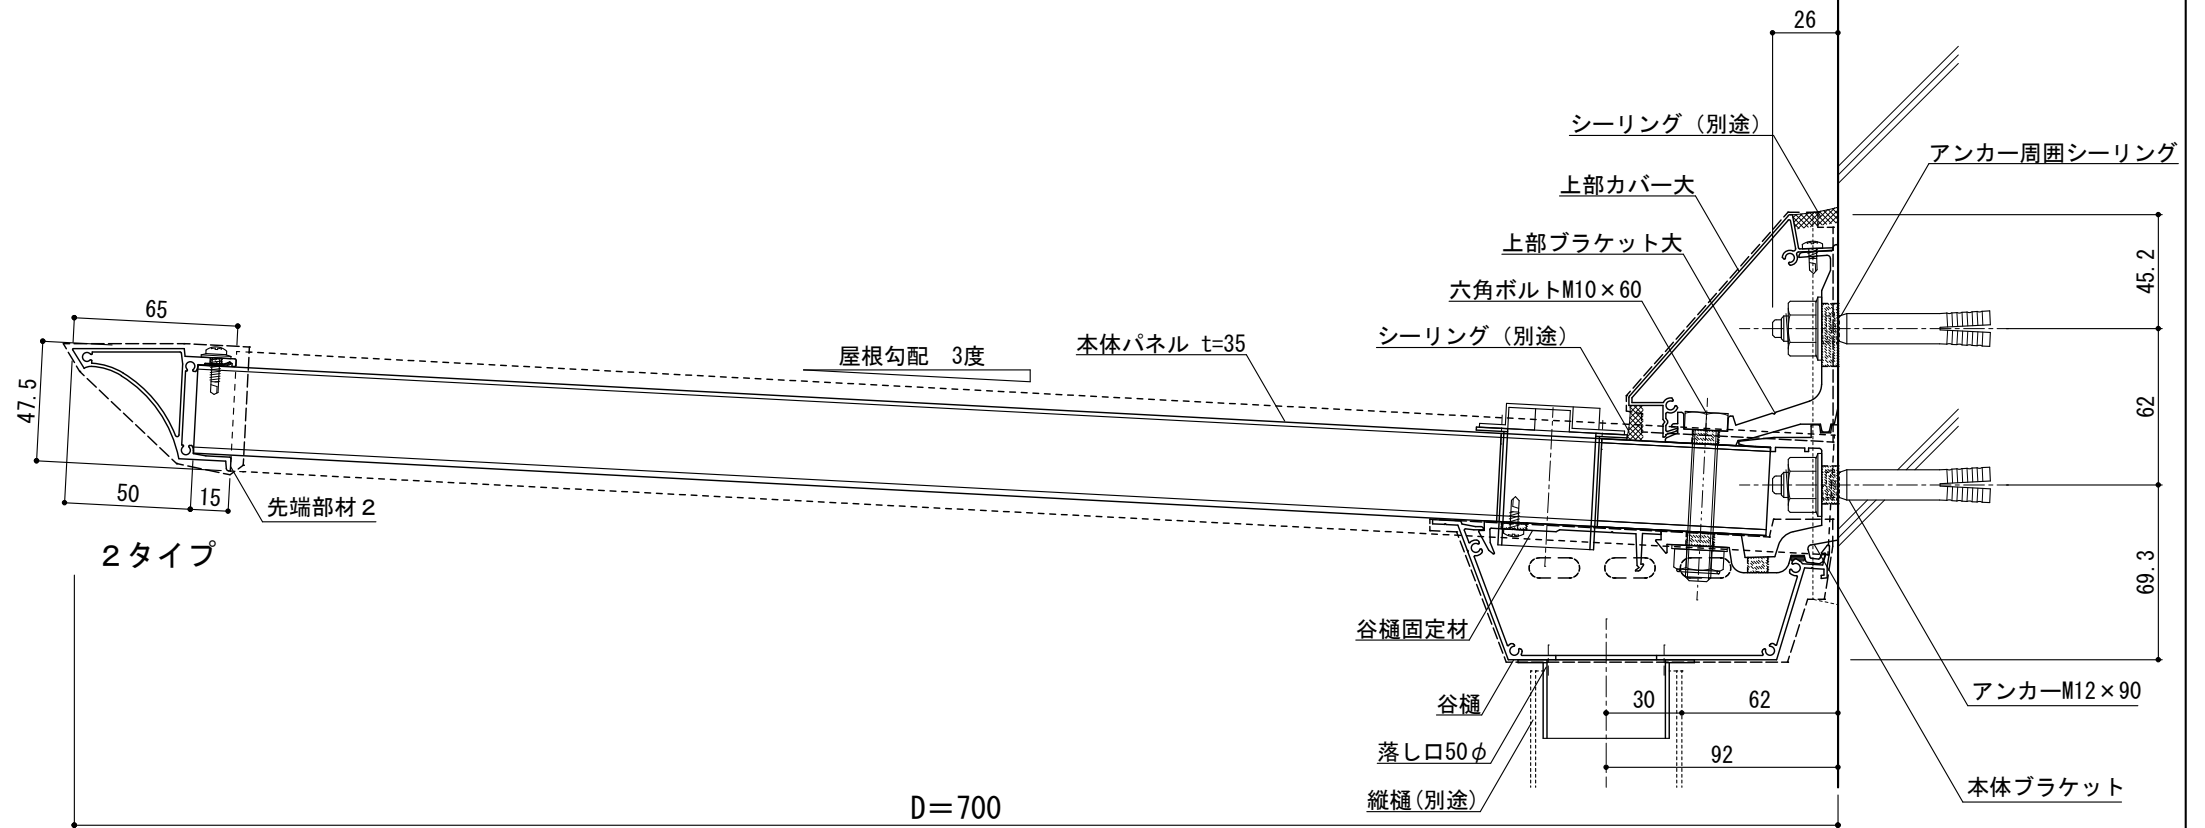 26
シーリング（別途）
アンカー周囲シーリング
上部カバー大
上部ブラケット大
45.2
六角ボルトM10×60
65
シーリング（別途）
本体パネル t=35
屋根勾配 3度
47.5
62
50
15
先端部材２
２タイプ
69.3
谷樋固定材
アンカーM12×90
谷樋
30
62
落し口50φ
92
本体ブラケット
縦樋(別途)
D＝700